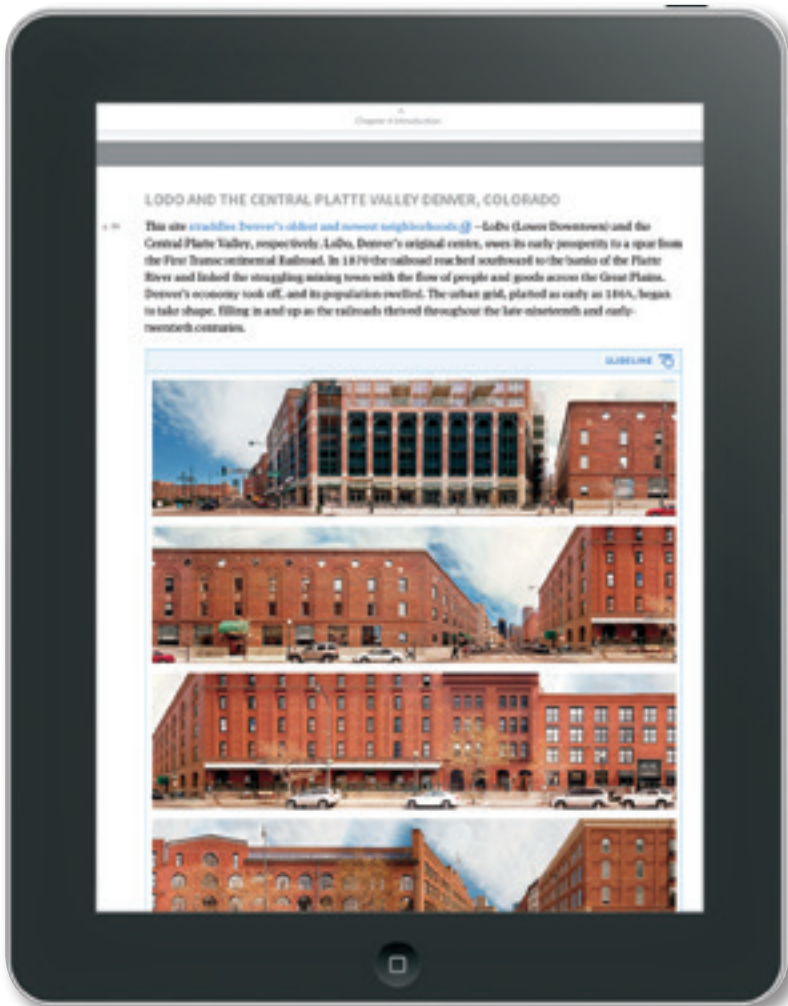 Chapter 4 Introduction
LODO AND THE CENTRAL PLATTE VALLEY DENVER, COLORADO
This site straddles Denver's oldest and newest neighborhoods – LoDo (Lower Downtown) and the
Central Platte Valley, respectively. LoDo, Denver's original center, owes its early prosperity to a spur from
the First Transcontinental Railroad. In 1870 the railroad reached southward to the banks of the Platte
River and linked the struggling mining town with the flow of people and goods across the Great Plains.
Denver's economy took off, and its population swelled. The urban grid, platted as early as 1864, began
to take shape, filling in and up as the railroads thrived throughout the late-nineteenth and early-
twentieth centuries.
SLIDELINE